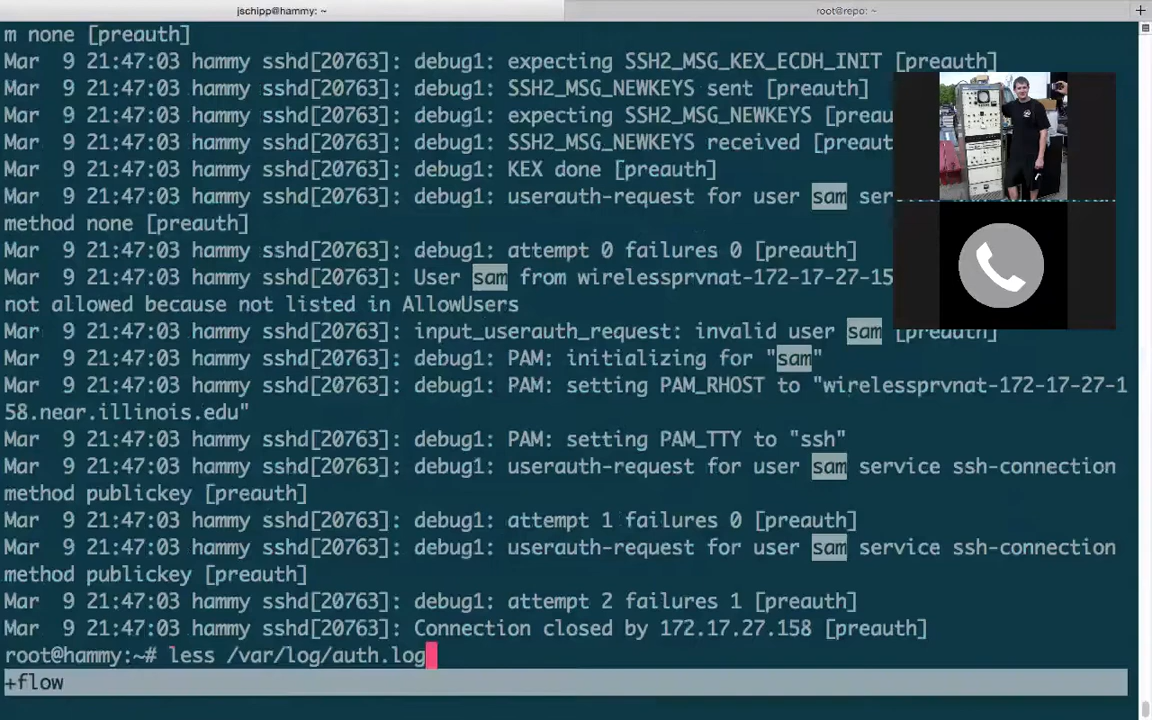 jschipp@hammy: ~
root@repo: ~
m none [preauth]
Mar  9 21:47:03 hammy sshd[20763]: debug1: expecting SSH2_MSG_KEX_ECDH_INIT [preauth]
Mar  9 21:47:03 hammy sshd[20763]: debug1: SSH2_MSG_NEWKEYS sent [preauth]
Mar  9 21:47:03 hammy sshd[20763]: debug1: expecting SSH2_MSG_NEWKEYS [preau
Mar  9 21:47:03 hammy sshd[20763]: debug1: SSH2_MSG_NEWKEYS received [preaut
Mar  9 21:47:03 hammy sshd[20763]: debug1: KEX done [preauth]
Mar  9 21:47:03 hammy sshd[20763]: debug1: userauth-request for user sam ser
method none [preauth]
Mar  9 21:47:03 hammy sshd[20763]: debug1: attempt 0 failures 0 [preauth]
Mar  9 21:47:03 hammy sshd[20763]: User sam from wirelessprvnat-172-17-27-15
not allowed because not listed in AllowUsers
Mar  9 21:47:03 hammy sshd[20763]: input_userauth_request: invalid user sam [preauth]
Mar  9 21:47:03 hammy sshd[20763]: debug1: PAM: initializing for "sam"
Mar  9 21:47:03 hammy sshd[20763]: debug1: PAM: setting PAM_RHOST to "wirelessprvnat-172-17-27-1
58.near.illinois.edu"
Mar  9 21:47:03 hammy sshd[20763]: debug1: PAM: setting PAM_TTY to "ssh"
Mar  9 21:47:03 hammy sshd[20763]: debug1: userauth-request for user sam service ssh-connection
method publickey [preauth]
Mar  9 21:47:03 hammy sshd[20763]: debug1: attempt 1 failures 0 [preauth]
Mar  9 21:47:03 hammy sshd[20763]: debug1: userauth-request for user sam service ssh-connection
method publickey [preauth]
Mar  9 21:47:03 hammy sshd[20763]: debug1: attempt 2 failures 1 [preauth]
Mar  9 21:47:03 hammy sshd[20763]: Connection closed by 172.17.27.158 [preauth]
root@hammy:~# less /var/log/auth.log
+flow